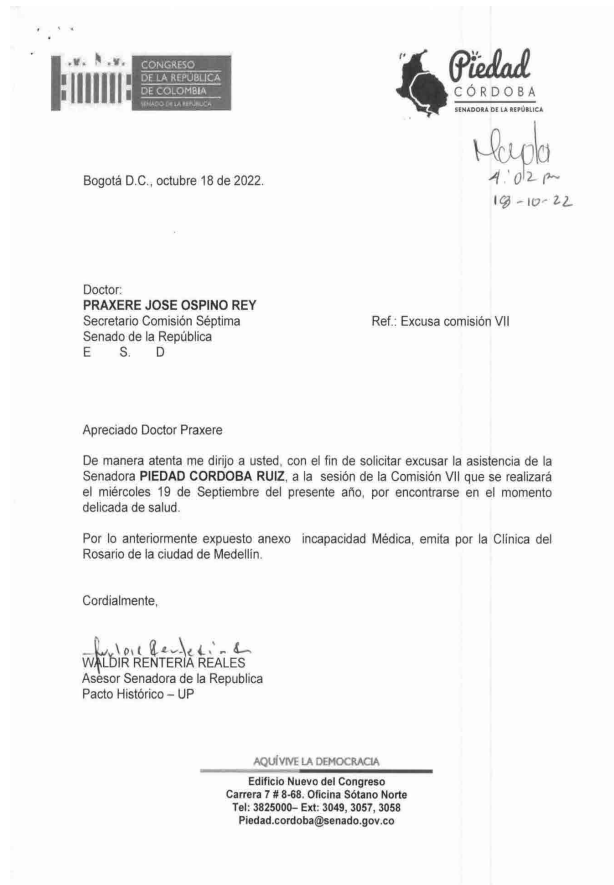 CONGRESO
DE LA REPÚBLICA
DE COLOMBIA
SENADO DE LA REPÚBLICA
Piedad
CÓRDOBA
SENADORA DE LA REPÚBLICA
4:02 pm
18-10-22
Bogotá D.C., octubre 18 de 2022.
Doctor:
PRAXERE JOSE OSPINO REY
Secretario Comisión Séptima
Ref.: Excusa comisión VII
Senado de la República
E S. D
Apreciado Doctor Praxere
De manera atenta me dirijo a usted, con el fin de solicitar excusar la asistencia de la
Senadora PIEDAD CORDOBA RUIZ, a la sesión de la Comisión VII que se realizará
el miércoles 19 de Septiembre del presente año, por encontrarse en el momento
delicada de salud.
Por lo anteriormente expuesto anexo incapacidad Médica, emita por la Clínica del
Rosario de la ciudad de Medellín.
Cordialmente,
WALDIR RENTERIA REALES
Asesor Senadora de la Republica
Pacto Histórico – UP
AQUÍVIVE LA DEMOCRACIA
Edificio Nuevo del Congreso
Carrera 7 # 8-68. Oficina Sótano Norte
Tel: 3825000– Ext: 3049, 3057, 3058
Piedad.cordoba@senado.gov.co